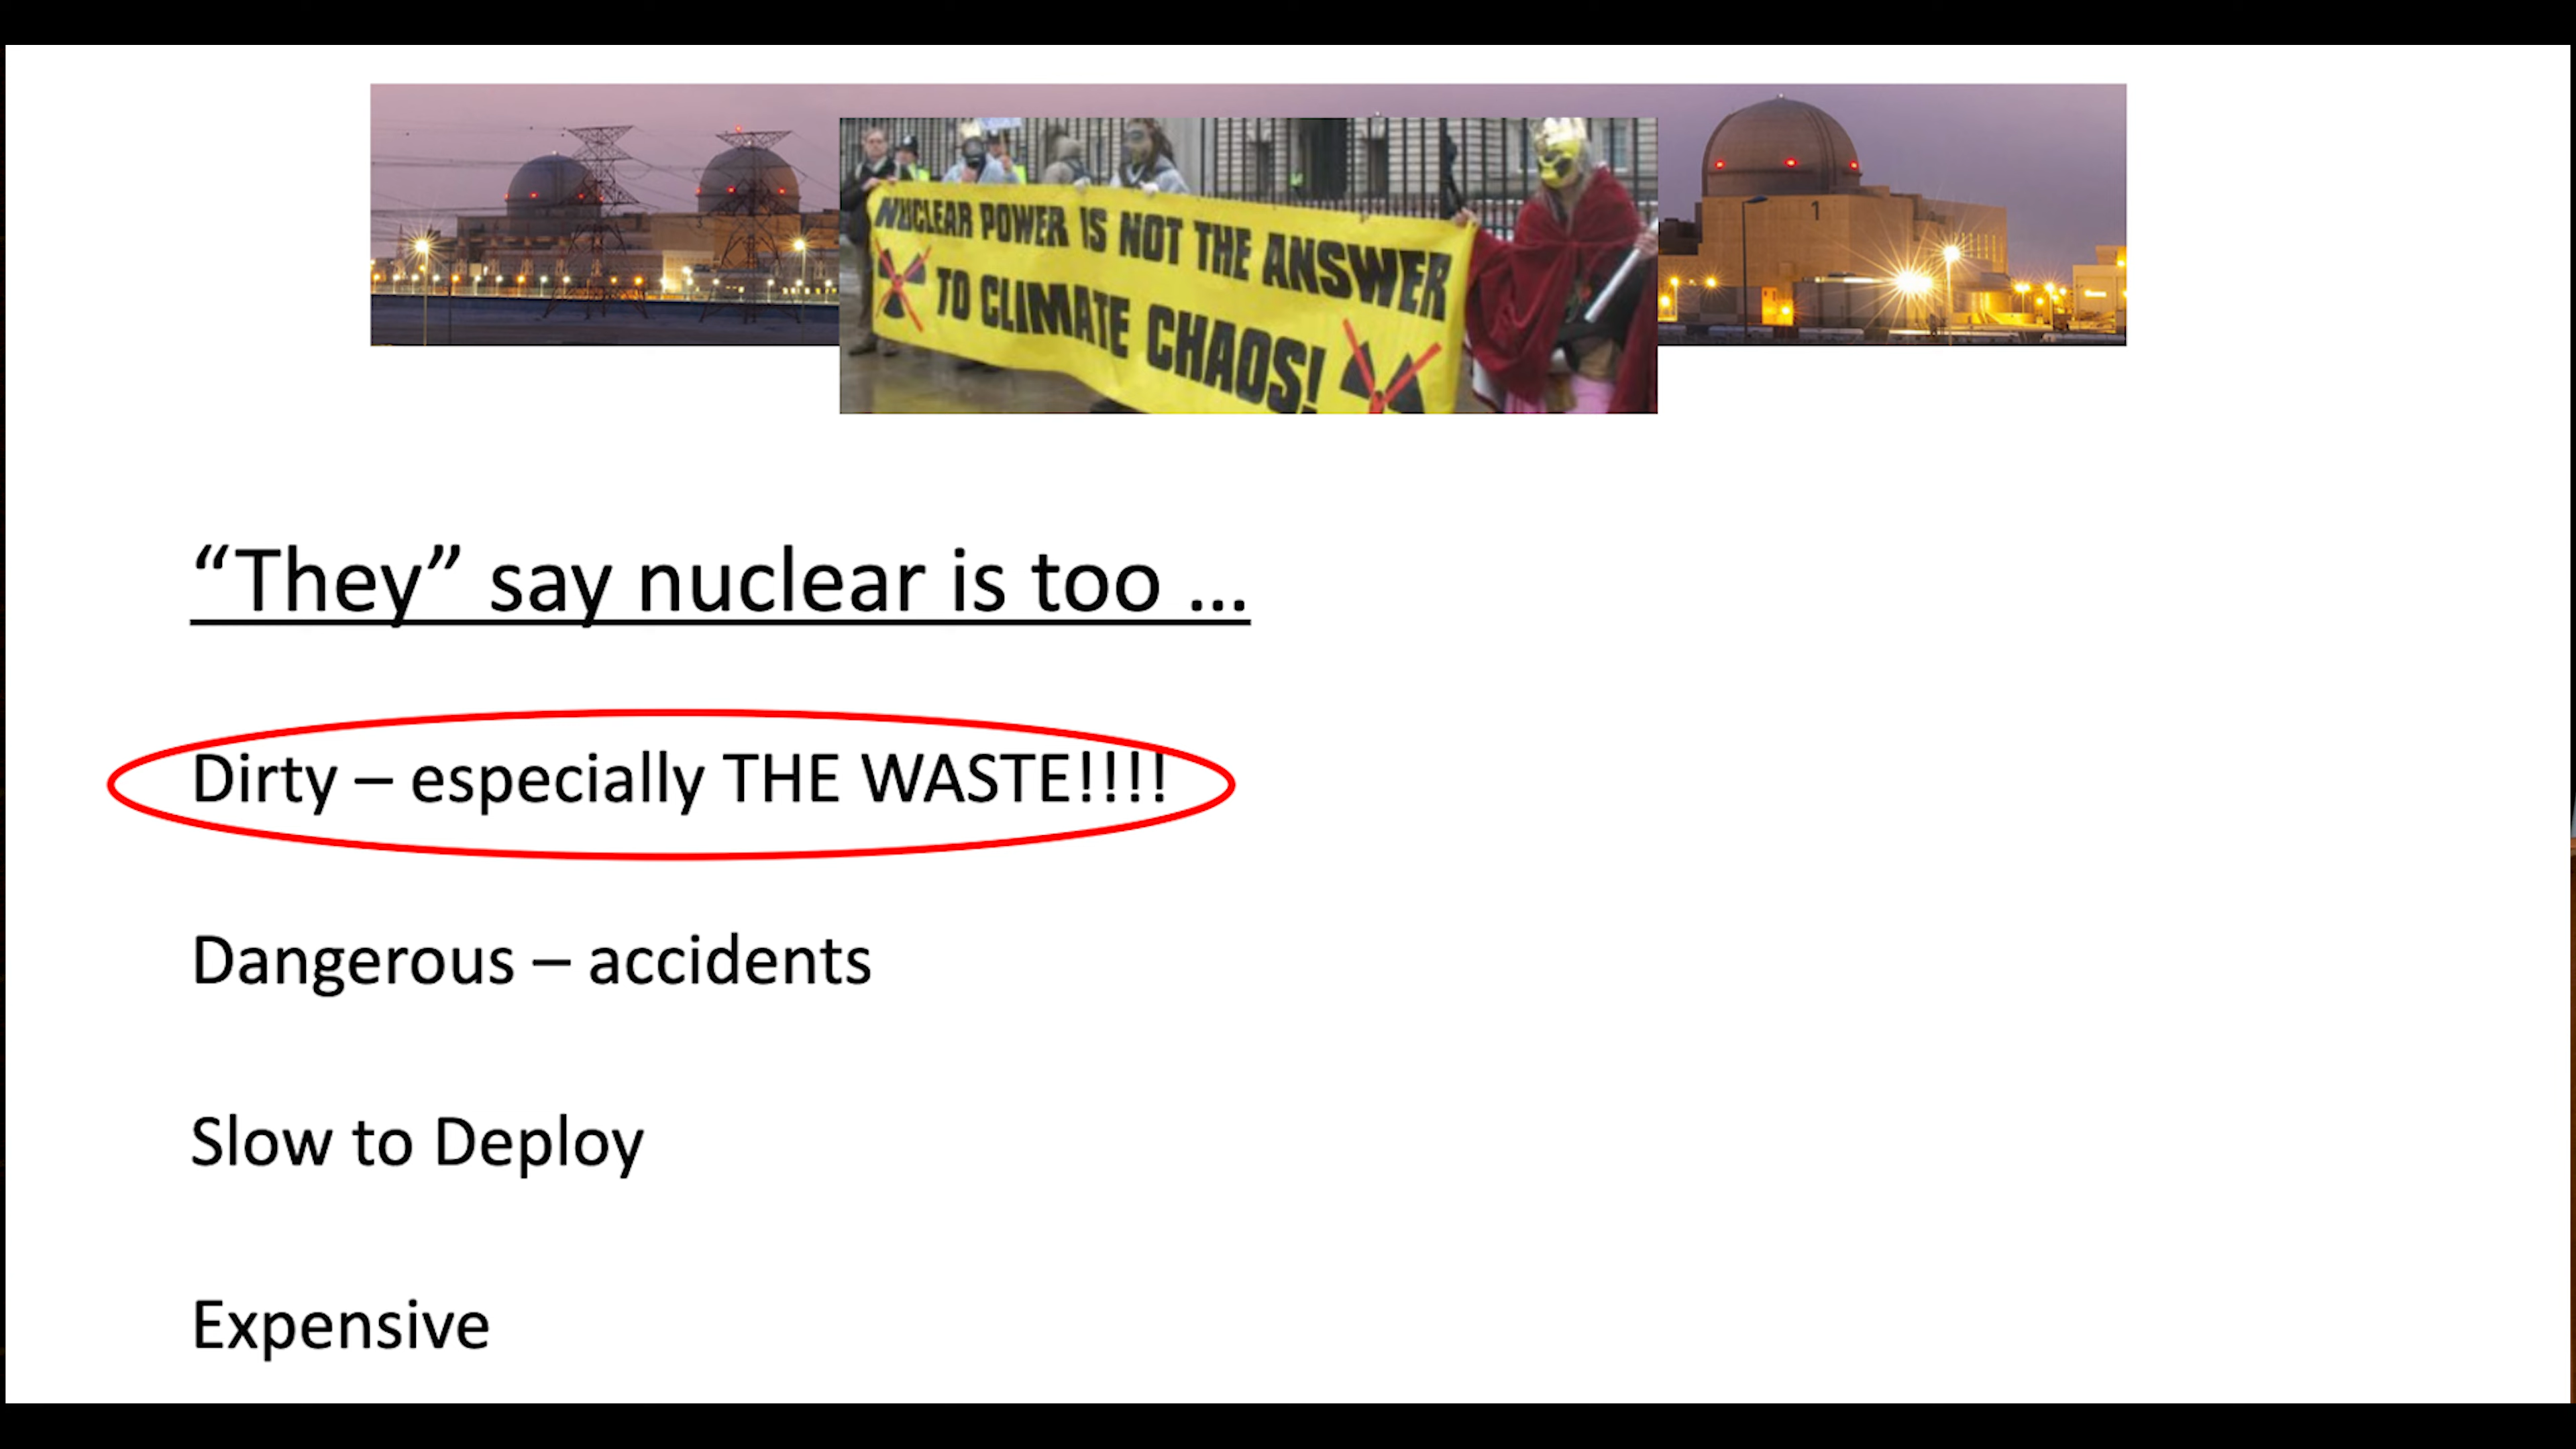 NUCLEAR POWER IS NOT THE ANSWER
TO CLIMATE CHAOS!
1
“They” say nuclear is too ...
Dirty – especially THE WASTE!!!!
Dangerous – accidents
Slow to Deploy
Expensive